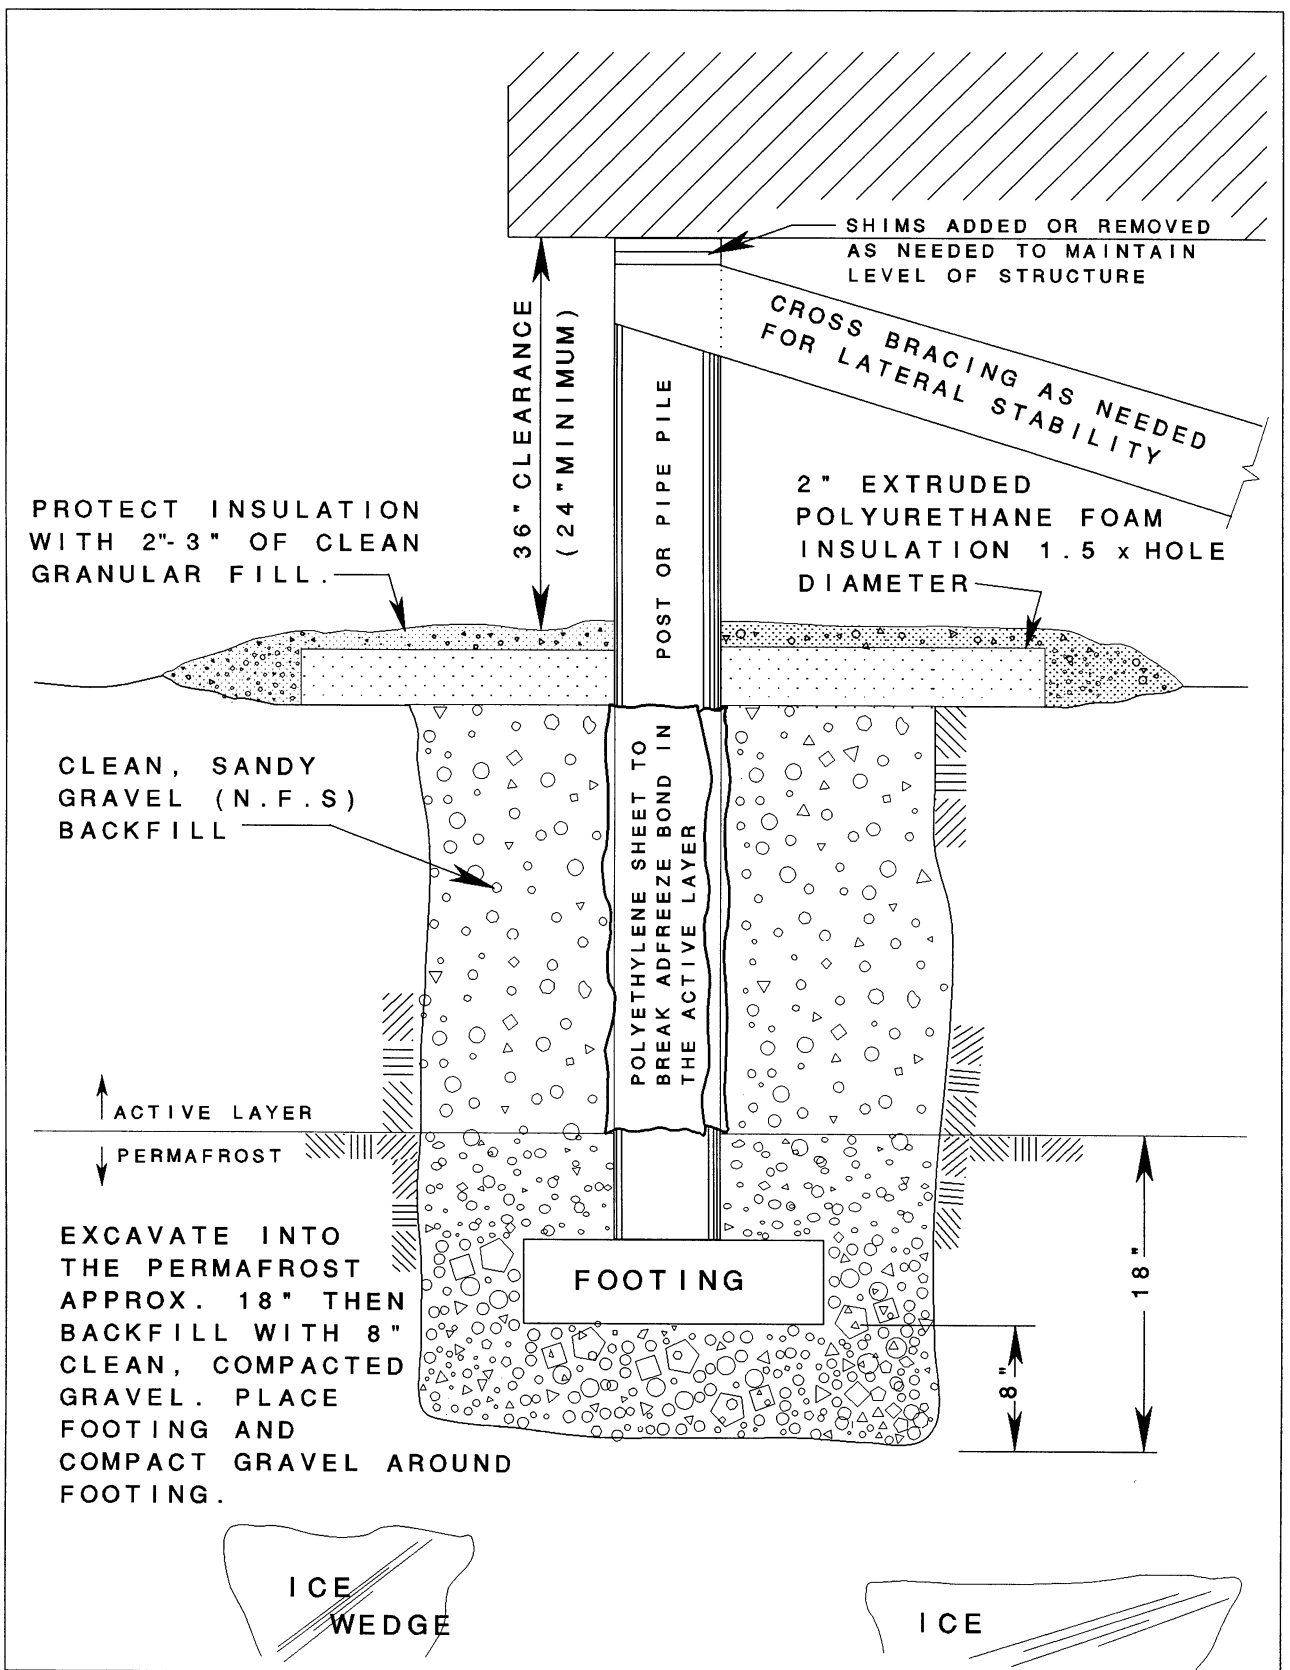 SHIMS ADDED OR REMOVED
AS NEEDED TO MAINTAIN
LEVEL OF STRUCTURE
CROSS BRACING AS NEEDED
FOR LATERAL STABILITY
36" CLEARANCE
(24"MINIMUM)
POST OR PIPE PILE
2" EXTRUDED
POLYURETHANE FOAM
INSULATION 1.5 x HOLE
DIAMETER
PROTECT INSULATION
WITH 2"-3" OF CLEAN
GRANULAR FILL.
CLEAN, SANDY
GRAVEL (N.F.S)
BACKFILL
POLYETHYLENE SHEET TO
BREAK ADFREEZE BOND IN
THE ACTIVE LAYER
ACTIVE LAYER
PERMAFROST
EXCAVATE INTO
THE PERMAFROST
APPROX. 18" THEN
BACKFILL WITH 8"
CLEAN, COMPACTED
GRAVEL. PLACE
FOOTING AND
COMPACT GRAVEL AROUND
FOOTING.
FOOTING
18"
8"
ICE
WEDGE
ICE